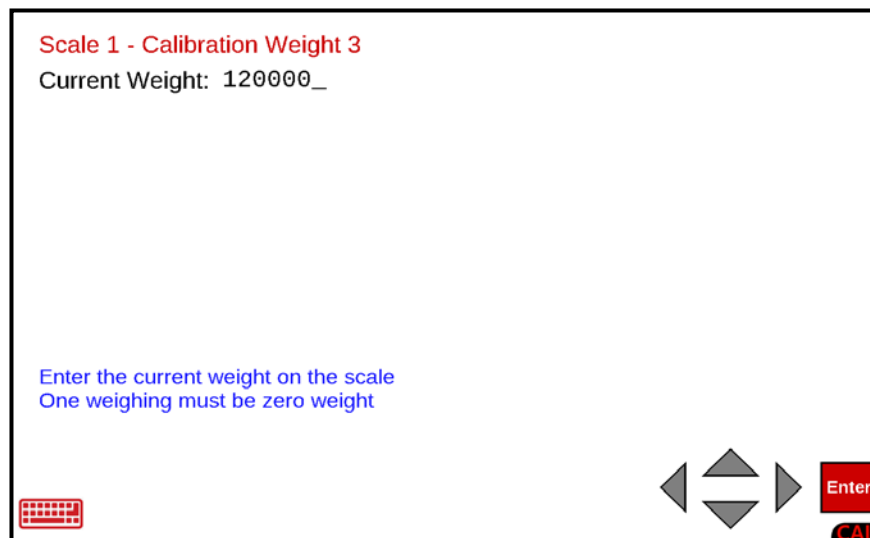 Scale 1 - Calibration Weight 3
Current Weight: 120000_
Enter the current weight on the scale
One weighing must be zero weight
Enter